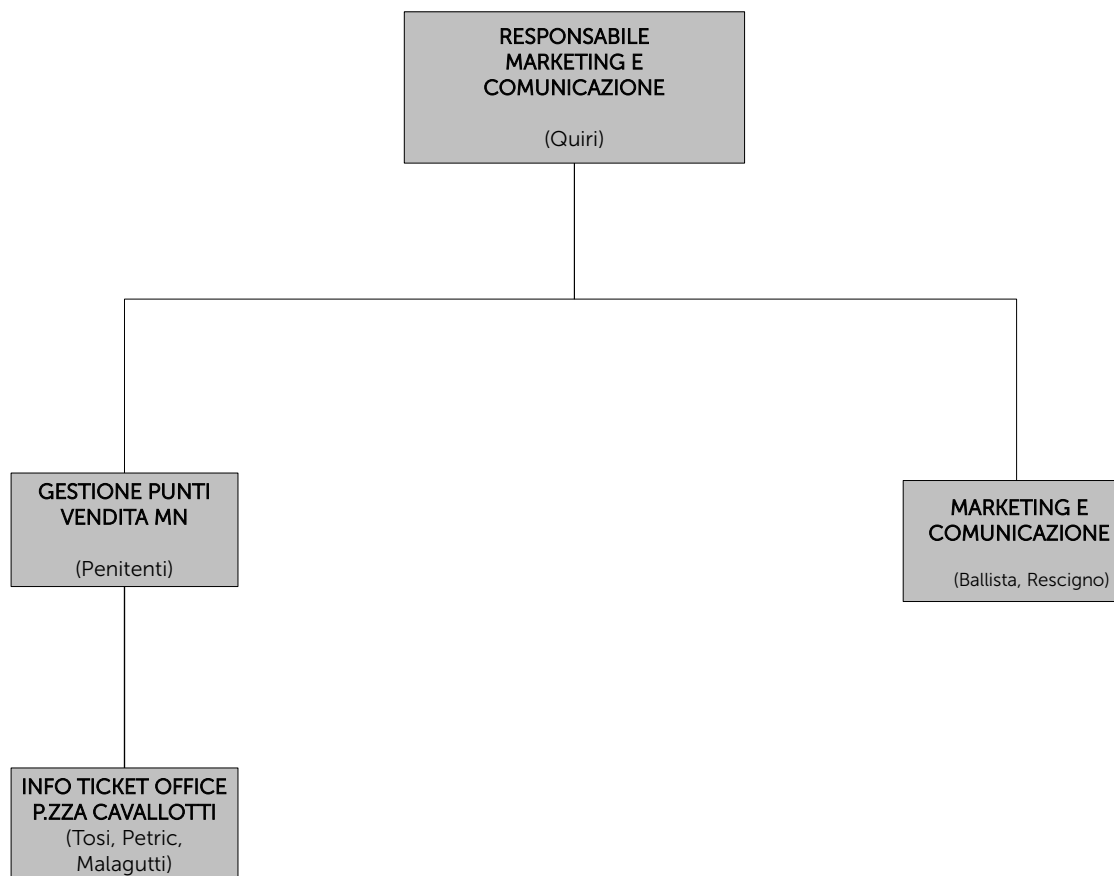 RESPONSABILE
MARKETING E
COMUNICAZIONE
(Quiri)
GESTIONE PUNTI
VENDITA MN
(Penitenti)
MARKETING E
COMUNICAZIONE
(Ballista, Rescigno)
INFO TICKET OFFICE
P.ZZA CAVALLOTTI
(Tosi, Petric,
Malagutti)